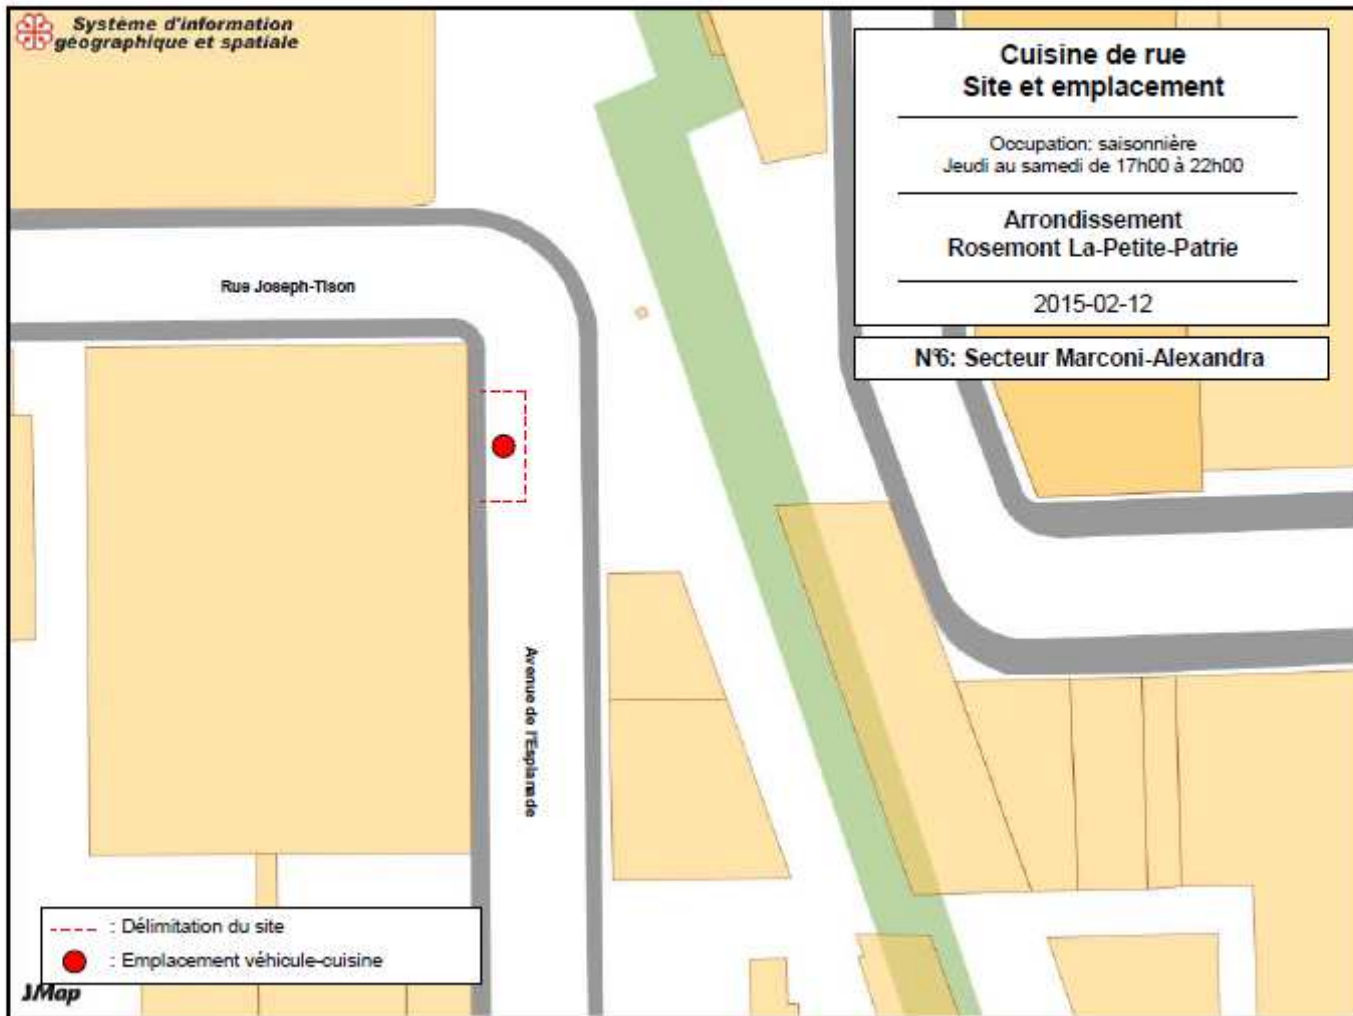 Système d'information
géographique et spatiale
Cuisine de rue
Site et emplacement
Occupation: saisonnière
Jeudi au samedi de 17h00 à 22h00
Arrondissement
Rosemont La-Petite-Patrie
2015-02-12
N°6: Secteur Marconi-Alexandra
Rue Joseph-Tison
Avenue de l'Esplanade
: Délimitation du site
: Emplacement véhicule-cuisine
JMap